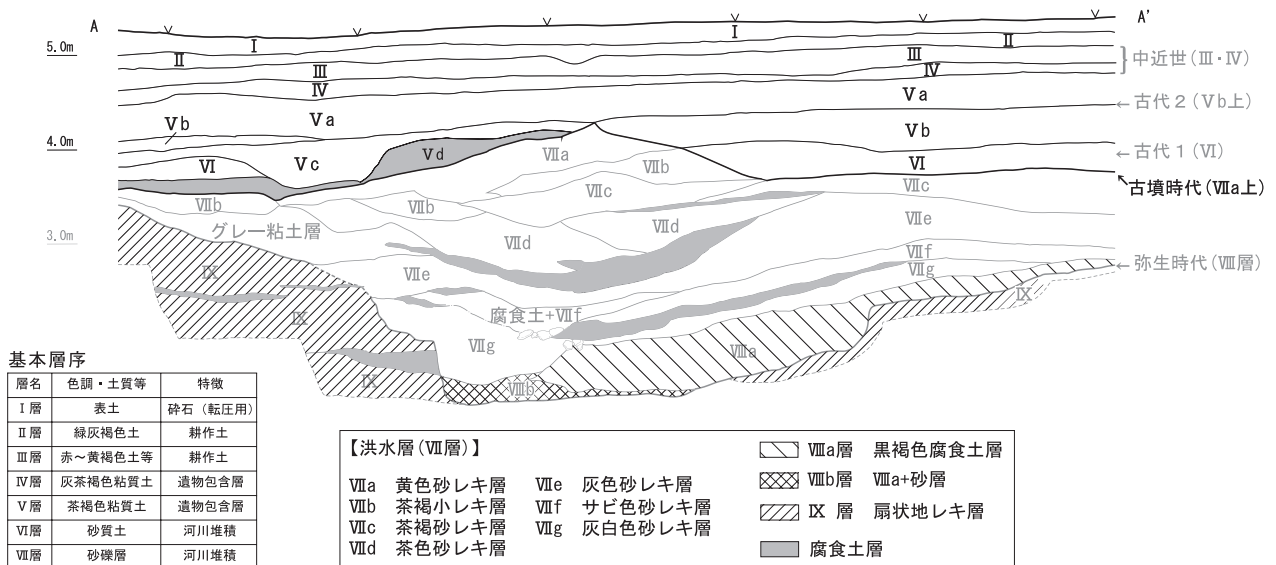 A
A'
Ⅰ
Ⅰ
5.0m
Ⅱ
Ⅱ
Ⅲ
Ⅲ
Ⅳ
Ⅳ
中近世(Ⅲ・Ⅳ)
Ⅴa
Ⅴa
←古代2(Ⅴb上)
Ⅴb
Ⅴb
4.0m
Ⅴd
Ⅶa
Ⅵ
Ⅴc
Ⅶb
Ⅵ
←古代1(Ⅵ)
Ⅶc
Ⅶc
古墳時代(Ⅶa上)
Ⅶb
Ⅶb
グレー粘土層
Ⅶd
Ⅶd
Ⅶe
3.0m
Ⅸ
Ⅶe
Ⅶf
Ⅶg
←弥生時代(Ⅷ層)
Ⅸ
Ⅸ
腐食土+Ⅶf
Ⅶg
Ⅷa
Ⅸ
Ⅷb
基本層序
層名 色調・土質等 特徴
Ⅰ層 表土 砕石(転圧用)
Ⅱ層 緑灰褐色土 耕作土
Ⅲ層 赤～黄褐色土等 耕作土
Ⅳ層 灰茶褐色粘質土 遺物包含層
Ⅴ層 茶褐色粘質土 遺物包含層
Ⅵ層 砂質土 河川堆積
Ⅶ層 砂礫層 河川堆積
【洪水層(Ⅶ層)】
Ⅶa 黄色砂レキ層
Ⅶb 茶褐小レキ層
Ⅶc 茶褐砂レキ層
Ⅶd 茶色砂レキ層
Ⅶe 灰色砂レキ層
Ⅶf サビ色砂レキ層
Ⅶg 灰白色砂レキ層
Ⅷa層 黒褐色腐食土層
Ⅷb層 Ⅷa+砂層
Ⅸ 層 扇状地レキ層
腐食土層